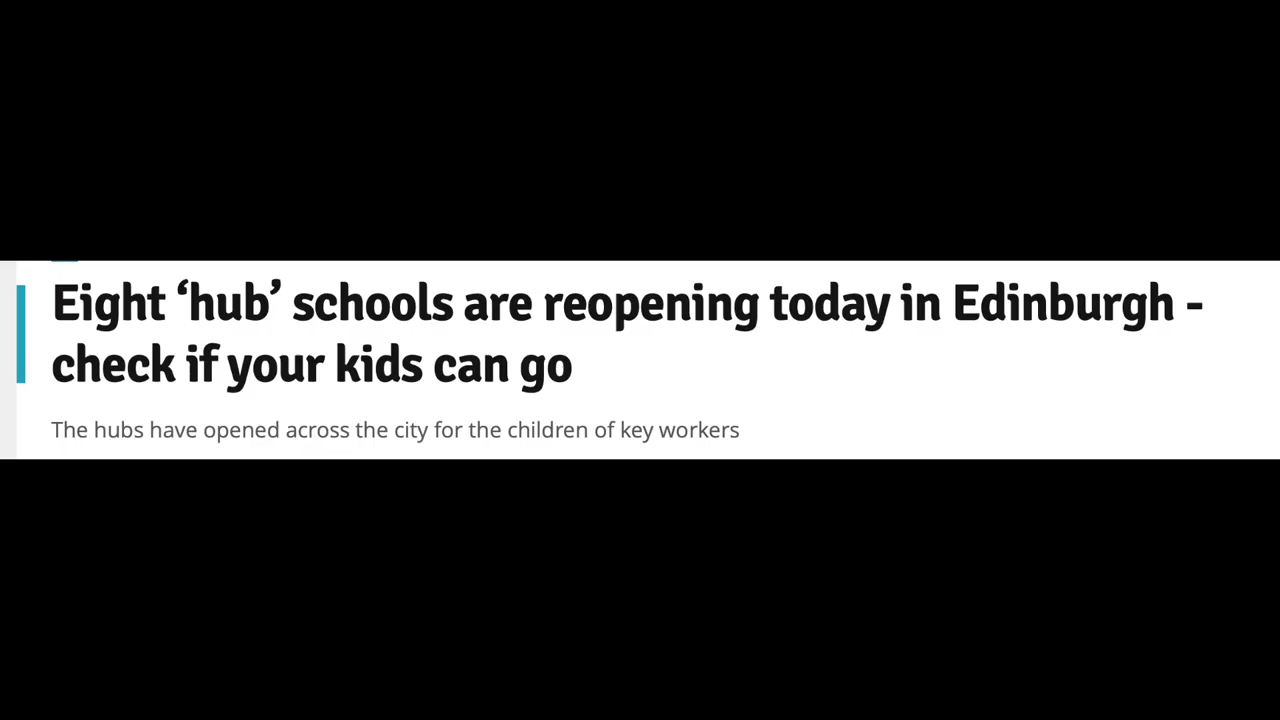 Eight ‘hub’ schools are reopening today in Edinburgh -
check if your kids can go
The hubs have opened across the city for the children of key workers